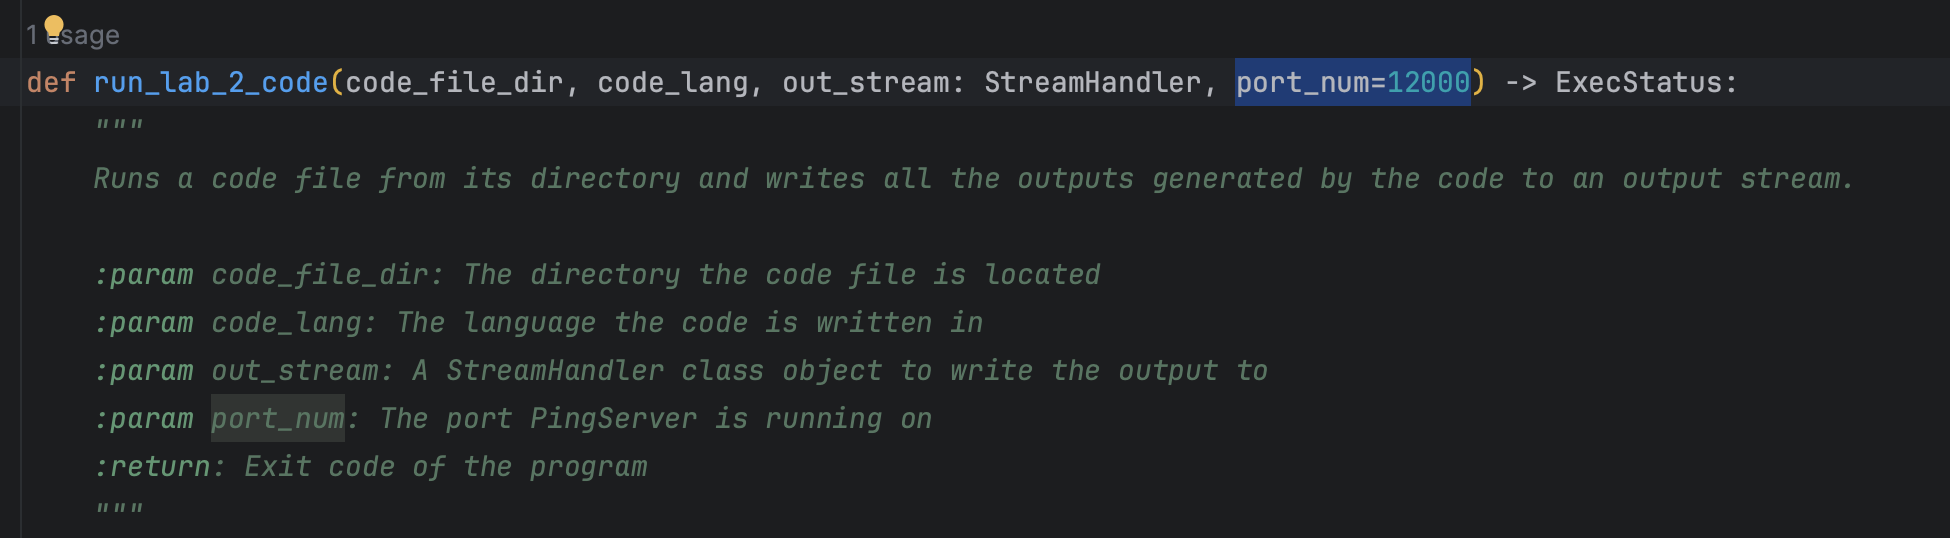 1 usage
def run_lab_2_code(code_file_dir, code_lang, out_stream: StreamHandler, port_num=12000) -> ExecStatus:
"""
Runs a code file from its directory and writes all the outputs generated by the code to an output stream.
:param code_file_dir: The directory the code file is located
:param code_lang: The language the code is written in
:param out_stream: A StreamHandler class object to write the output to
:param port_num: The port PingServer is running on
:return: Exit code of the program
"""